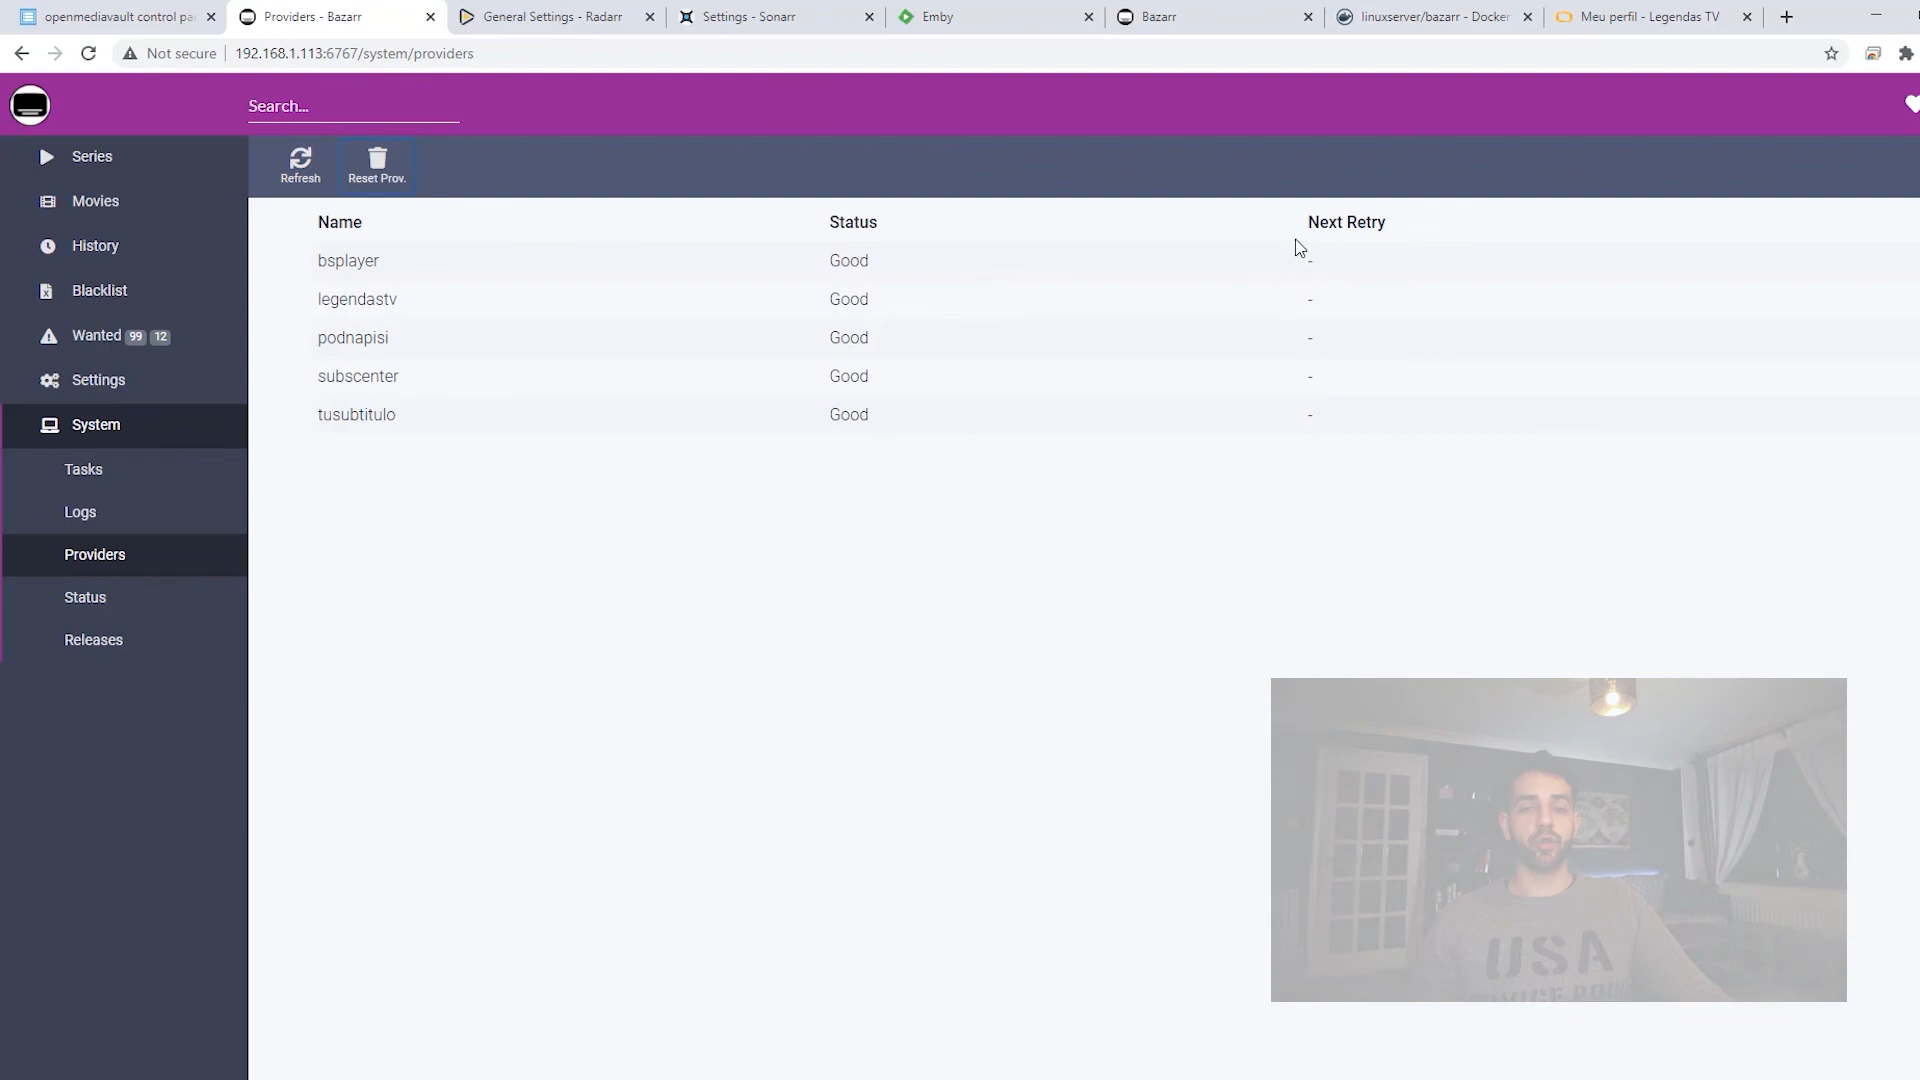 openmediavault control pa
Providers - Bazarr
General Settings - Radarr
Settings - Sonarr
Emby
Bazarr
linuxserver/bazarr - Docker
Meu perfil - Legendas TV
Not secure
192.168.1.113:6767/system/providers
Search...
Series
Movies
History
Blacklist
Wanted 99 12
Settings
System
Tasks
Logs
Providers
Status
Releases
Refresh
Reset Prov.
Name Status Next Retry
bsplayer Good -
legendastv Good -
podnapisi Good -
subscenter Good -
tusubtitulo Good -
USA